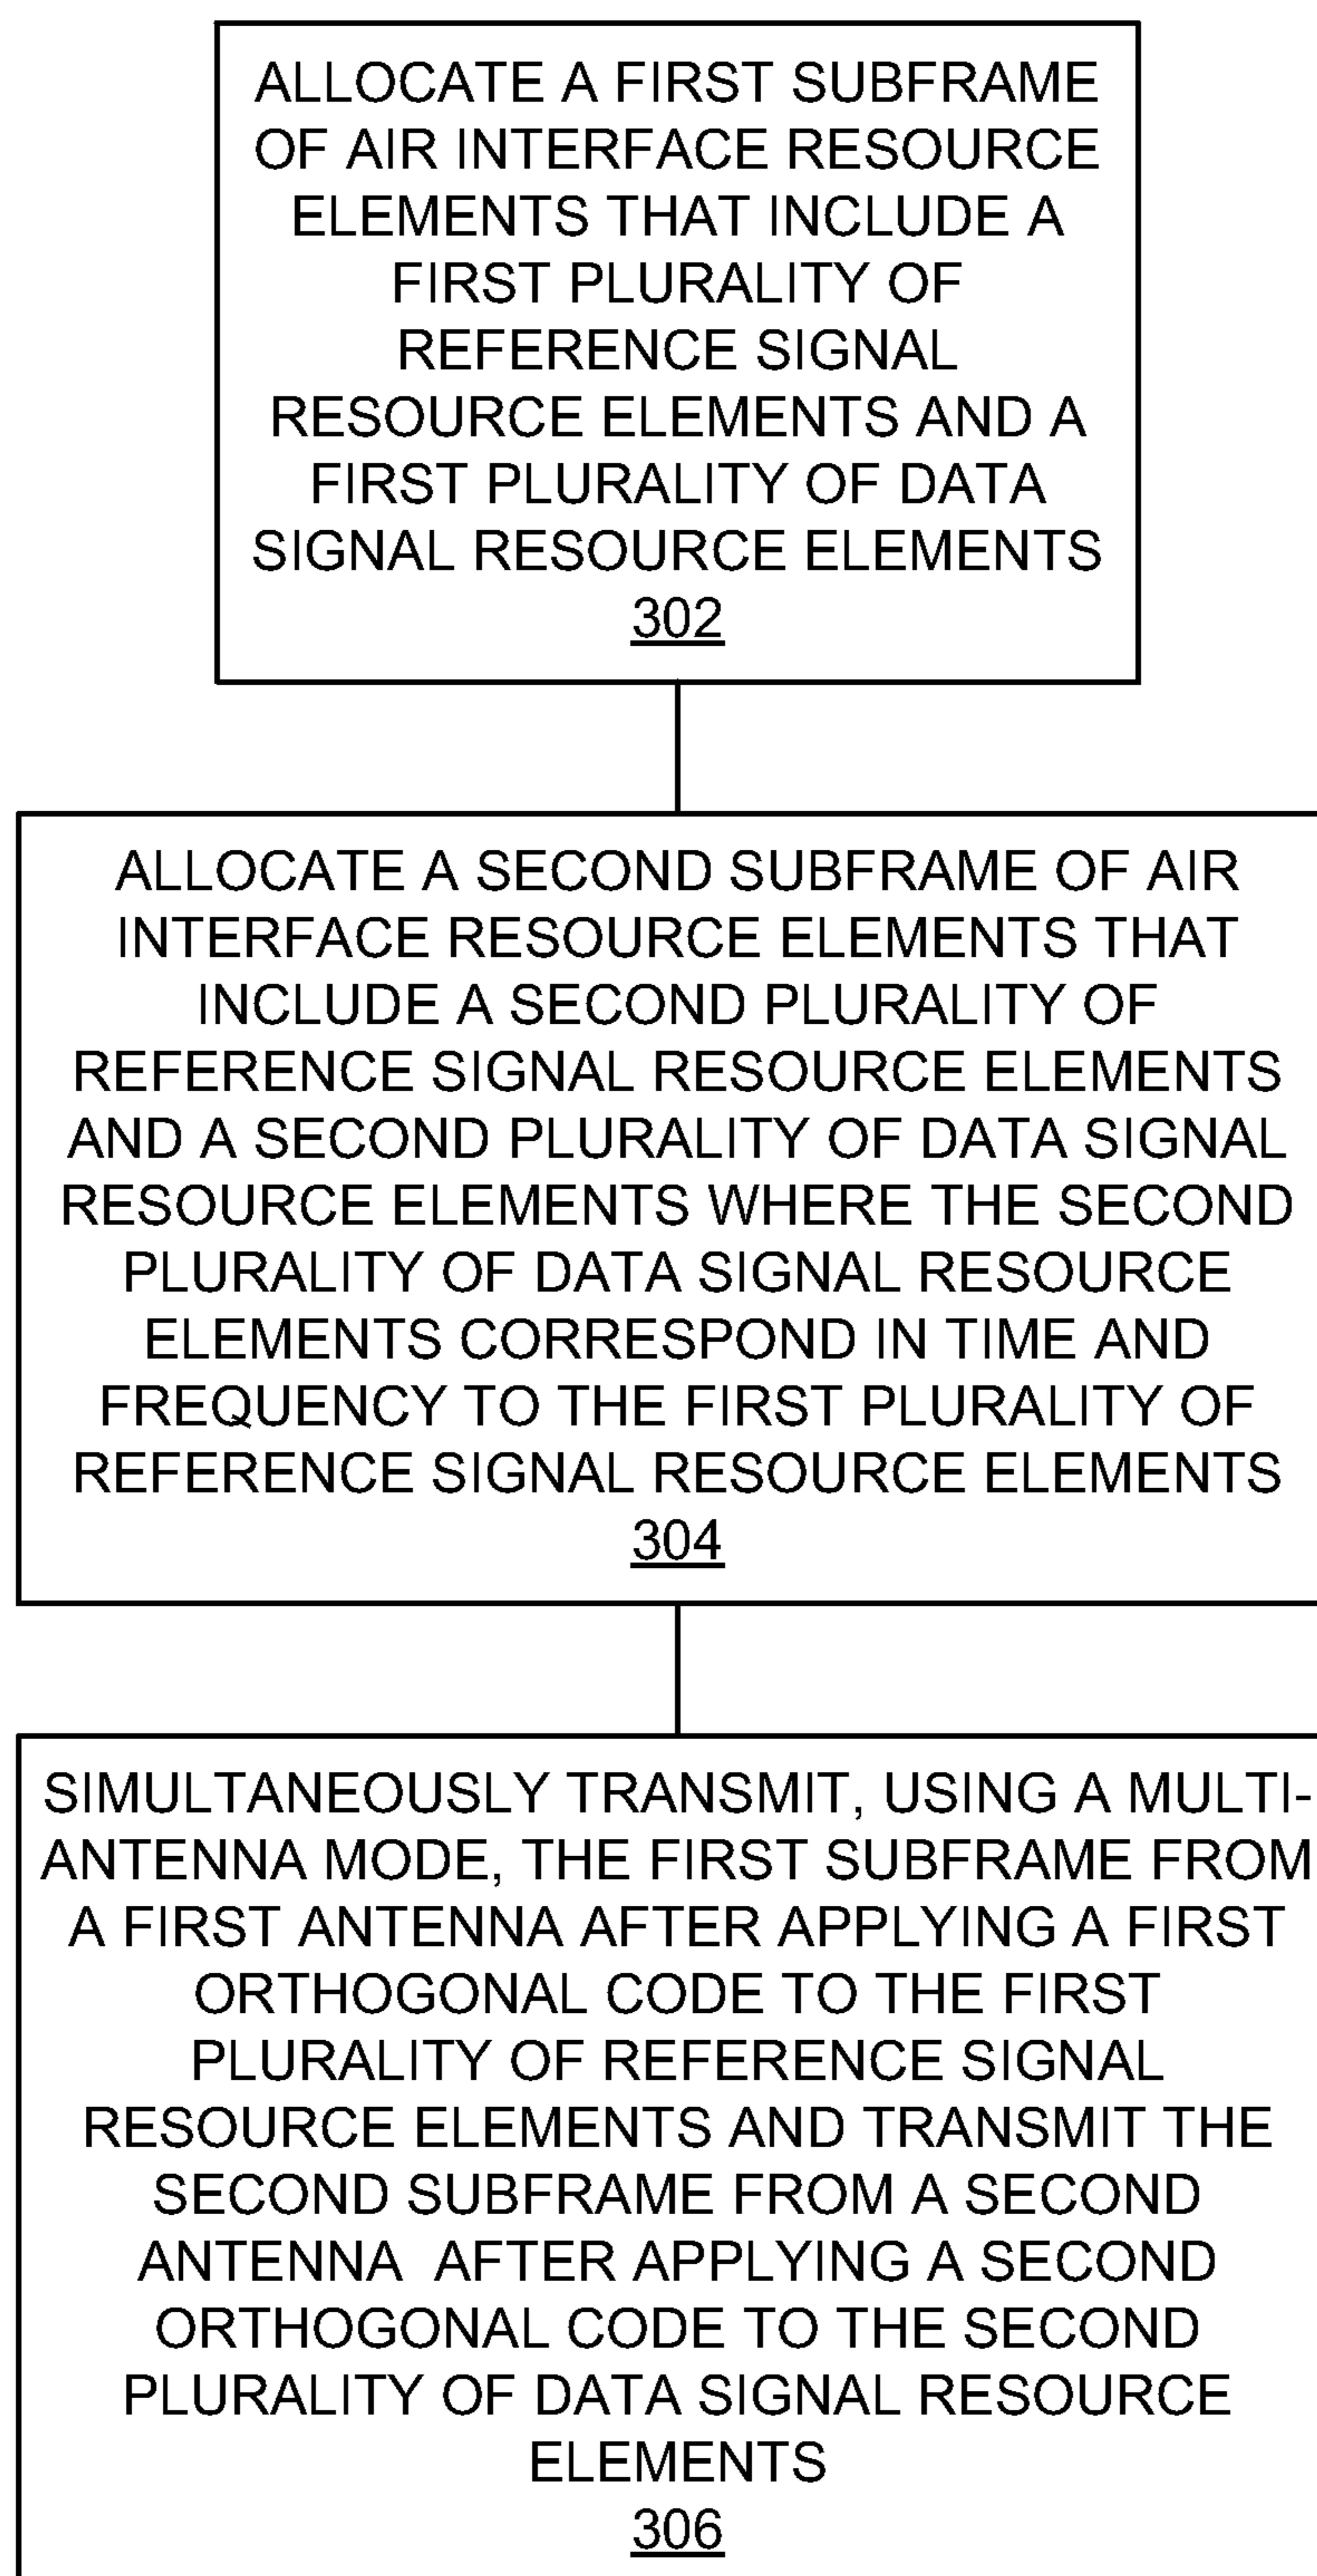 ALLOCATE A FIRST SUBFRAME
OF AIR INTERFACE RESOURCE
ELEMENTS THAT INCLUDE A
FIRST PLURALITY OF
REFERENCE SIGNAL
RESOURCE ELEMENTS AND A
FIRST PLURALITY OF DATA
SIGNAL RESOURCE ELEMENTS
302
ALLOCATE A SECOND SUBFRAME OF AIR
INTERFACE RESOURCE ELEMENTS THAT
INCLUDE A SECOND PLURALITY OF
REFERENCE SIGNAL RESOURCE ELEMENTS
AND A SECOND PLURALITY OF DATA SIGNAL
RESOURCE ELEMENTS WHERE THE SECOND
PLURALITY OF DATA SIGNAL RESOURCE
ELEMENTS CORRESPOND IN TIME AND
FREQUENCY TO THE FIRST PLURALITY OF
REFERENCE SIGNAL RESOURCE ELEMENTS
304
SIMULTANEOUSLY TRANSMIT, USING A MULTI-
ANTENNA MODE, THE FIRST SUBFRAME FROM
A FIRST ANTENNA AFTER APPLYING A FIRST
ORTHOGONAL CODE TO THE FIRST
PLURALITY OF REFERENCE SIGNAL
RESOURCE ELEMENTS AND TRANSMIT THE
SECOND SUBFRAME FROM A SECOND
ANTENNA  AFTER APPLYING A SECOND
ORTHOGONAL CODE TO THE SECOND
PLURALITY OF DATA SIGNAL RESOURCE
ELEMENTS
306